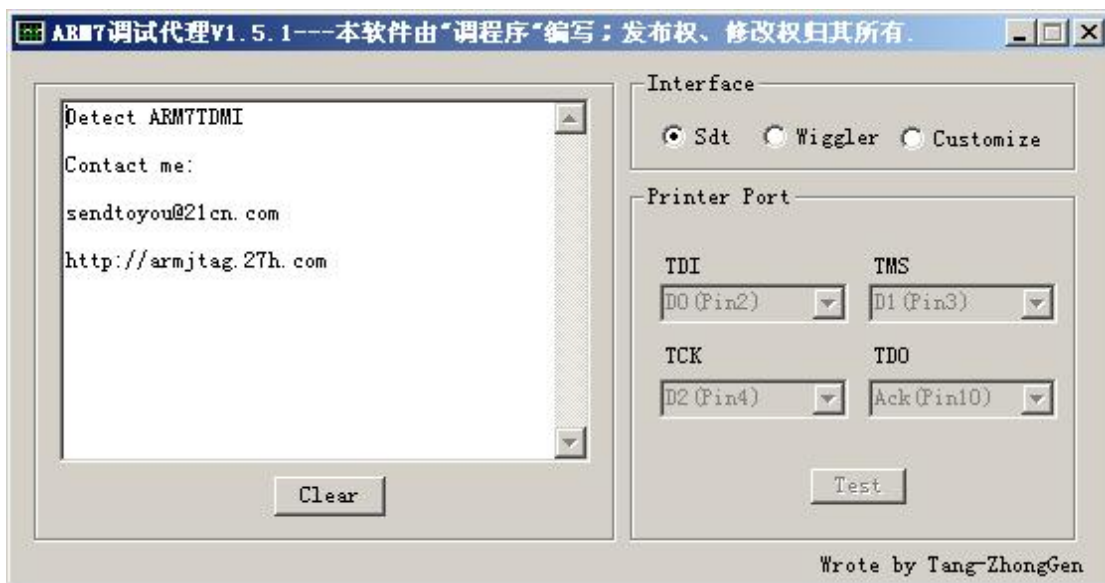 ARM7调试代理V1.5.1---本软件由“调程序”编写；发布权、修改权归其所有.
Detect ARM7TDMI
Contact me:
sendtoyou@21cn.com
http://armjtag.27h.com
Clear
Interface
Sdt Wiggler Customize
Printer Port
TDI TMS
D0(Pin2) D1(Pin3)
TCK TDO
D2(Pin4) Ack(Pin10)
Test
Wrote by Tang-ZhongGen